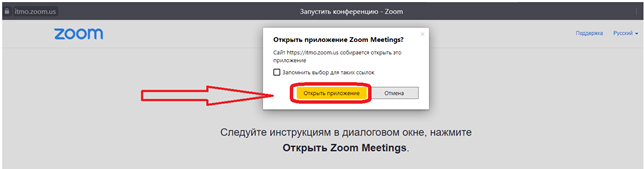 itmo.zoom.us
Запустить конференцию - Zoom
zoom
Поддержка Русский
Открыть приложение Zoom Meetings?
Сайт https://itmo.zoom.us собирается открыть это
приложение
Запомнить выбор для таких ссылок
Открыть приложение Отмена
Следуйте инструкциям в диалоговом окне, нажмите
Открыть Zoom Meetings.